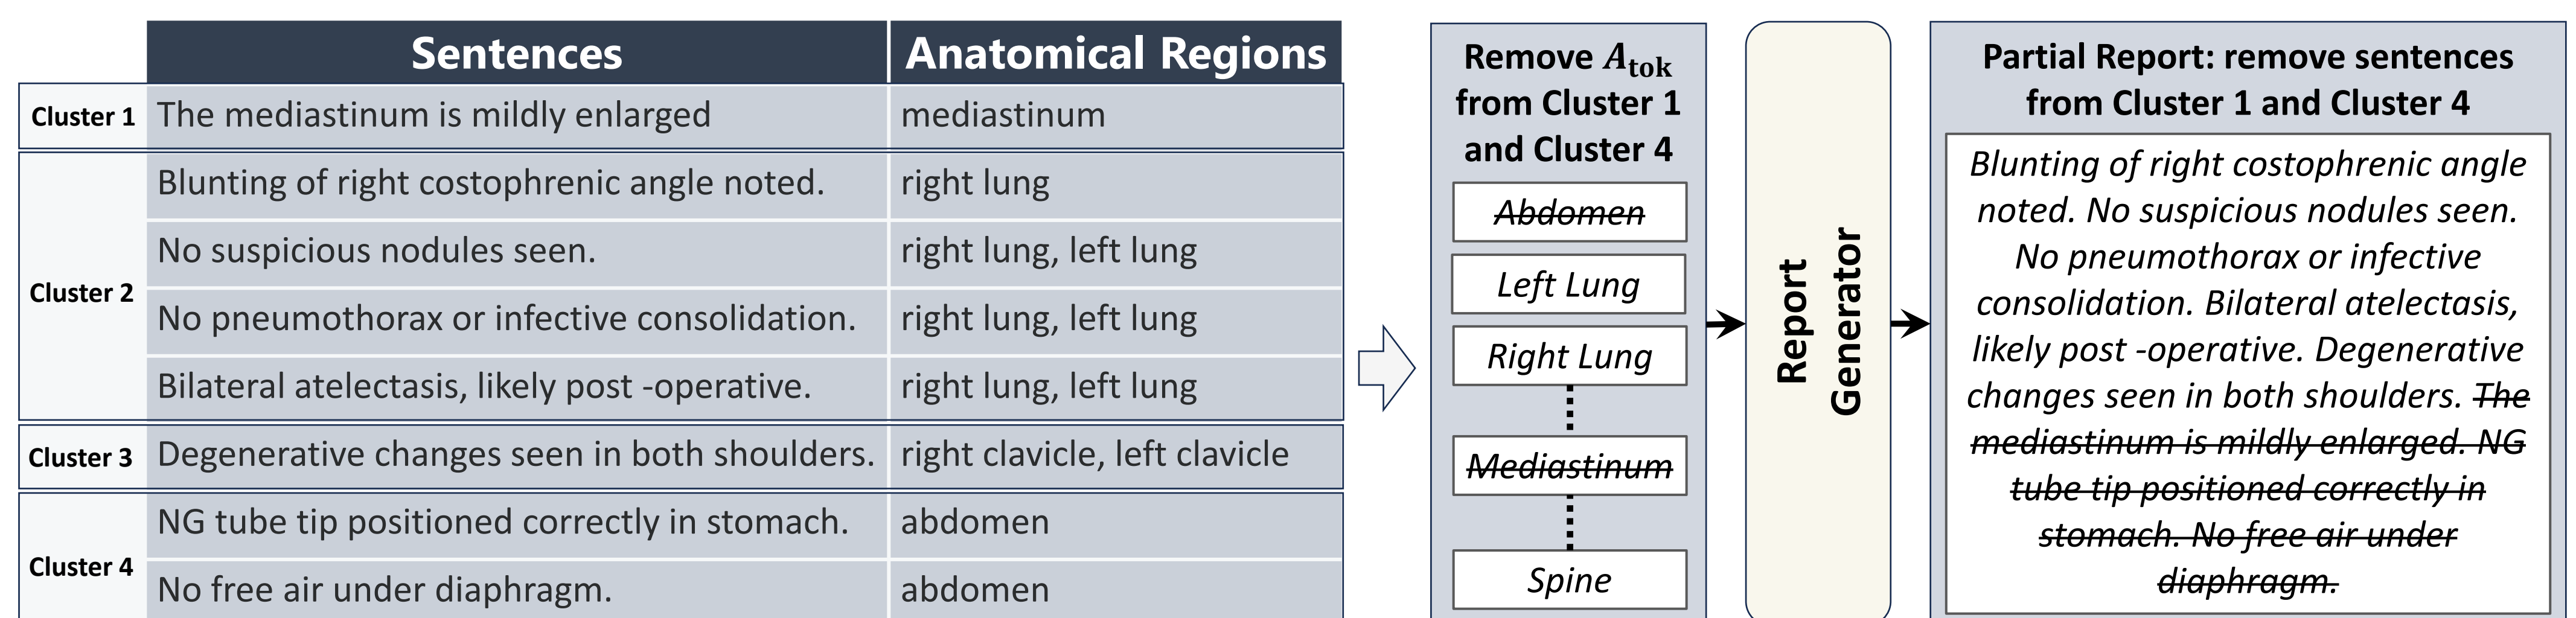 Sentences Anatomical Regions
Cluster 1 The mediastinum is mildly enlarged mediastinum
Cluster 2
Blunting of right costophrenic angle noted. right lung
No suspicious nodules seen. right lung, left lung
No pneumothorax or infective consolidation. right lung, left lung
Bilateral atelectasis, likely post -operative. right lung, left lung
Cluster 3 Degenerative changes seen in both shoulders. right clavicle, left clavicle
Cluster 4
NG tube tip positioned correctly in stomach. abdomen
No free air under diaphragm. abdomen
Remove A_tok
from Cluster 1
and Cluster 4
Abdomen
Left Lung
Right Lung
Mediastinum
Spine
Report
Generator
Partial Report: remove sentences
from Cluster 1 and Cluster 4
Blunting of right costophrenic angle
noted. No suspicious nodules seen.
No pneumothorax or infective
consolidation. Bilateral atelectasis,
likely post -operative. Degenerative
changes seen in both shoulders. The
mediastinum is mildly enlarged. NG
tube tip positioned correctly in
stomach. No free air under
diaphragm.